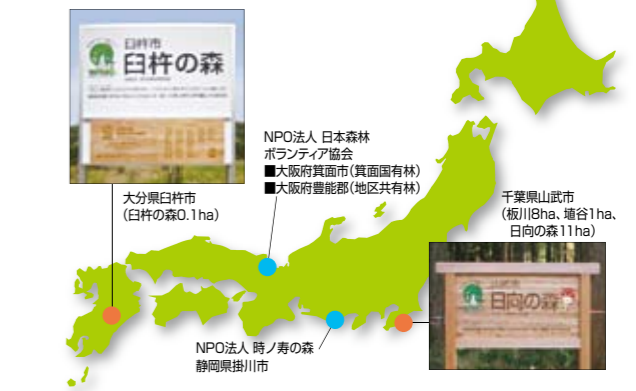 臼杵市
臼杵の森
NPO法人 日本森林
ボランティア協会
■大阪府箕面市(箕面国有林)
■大阪府豊能郡(地区共有林)
大分県臼杵市
(臼杵の森0.1ha)
千葉県山武市
(板川8ha、埴谷1ha、
日向の森11ha)
山武市
日向の森
NPO法人 時ノ寿の森
静岡県掛川市